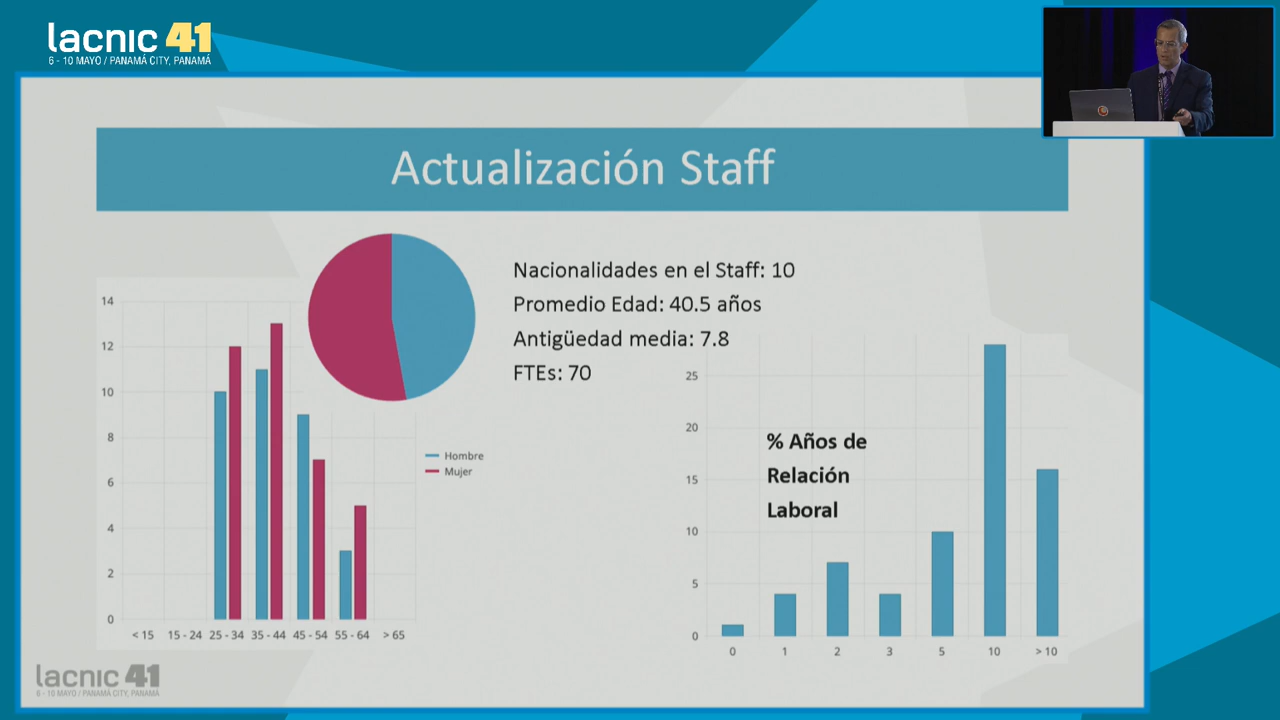 lacnic 41
6 - 10 MAYO / PANAMÁ CITY, PANAMÁ
Actualización Staff
Nacionalidades en el Staff: 10
Promedio Edad: 40.5 años
Antigüedad media: 7.8
FTEs: 70
14
12
10
8
6
4
2
0
< 15 15 - 24 25 - 34 35 - 44 45 - 54 55 - 64 > 65
Hombre
Mujer
% Años de
Relación
Laboral
25
20
15
10
5
0
0 1 2 3 5 10 > 10
lacnic 41
6 - 10 MAYO / PANAMÁ CITY, PANAMÁ